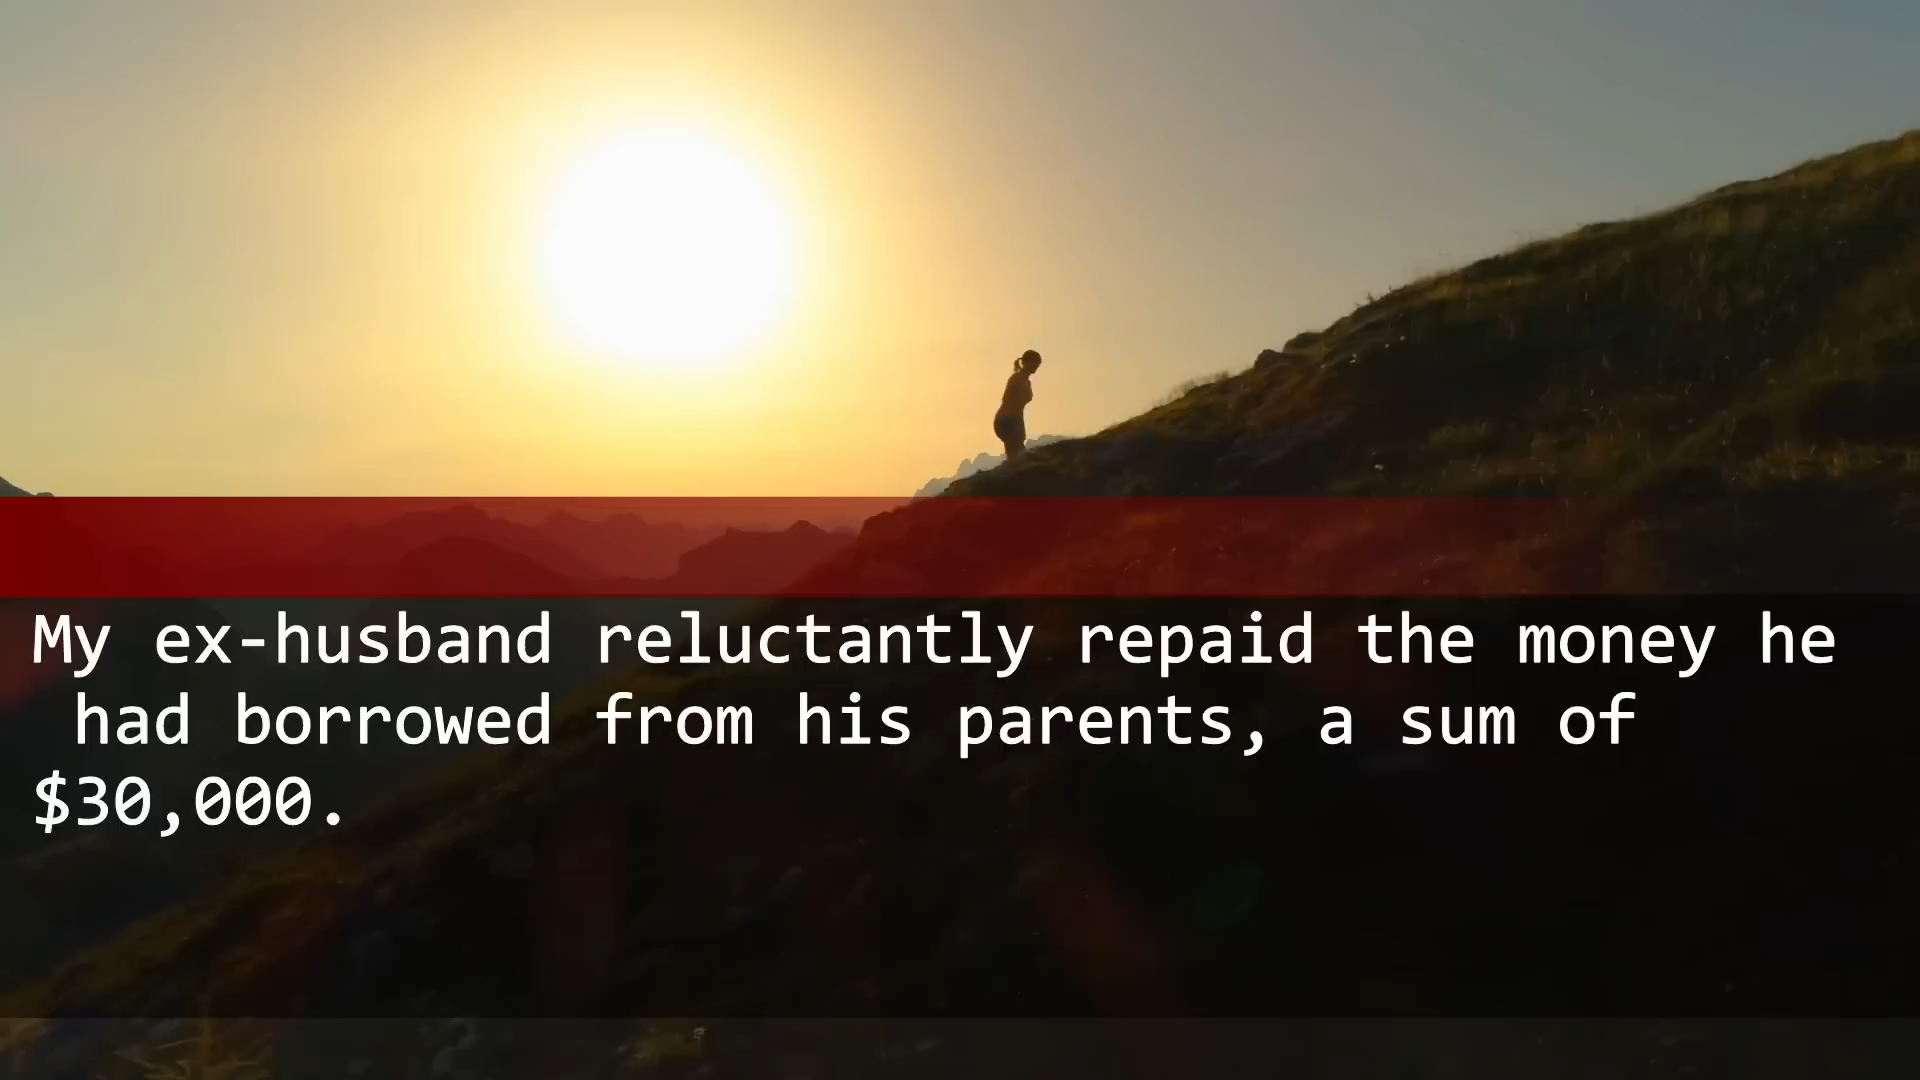 My ex-husband reluctantly repaid the money he
had borrowed from his parents, a sum of
$30,000.